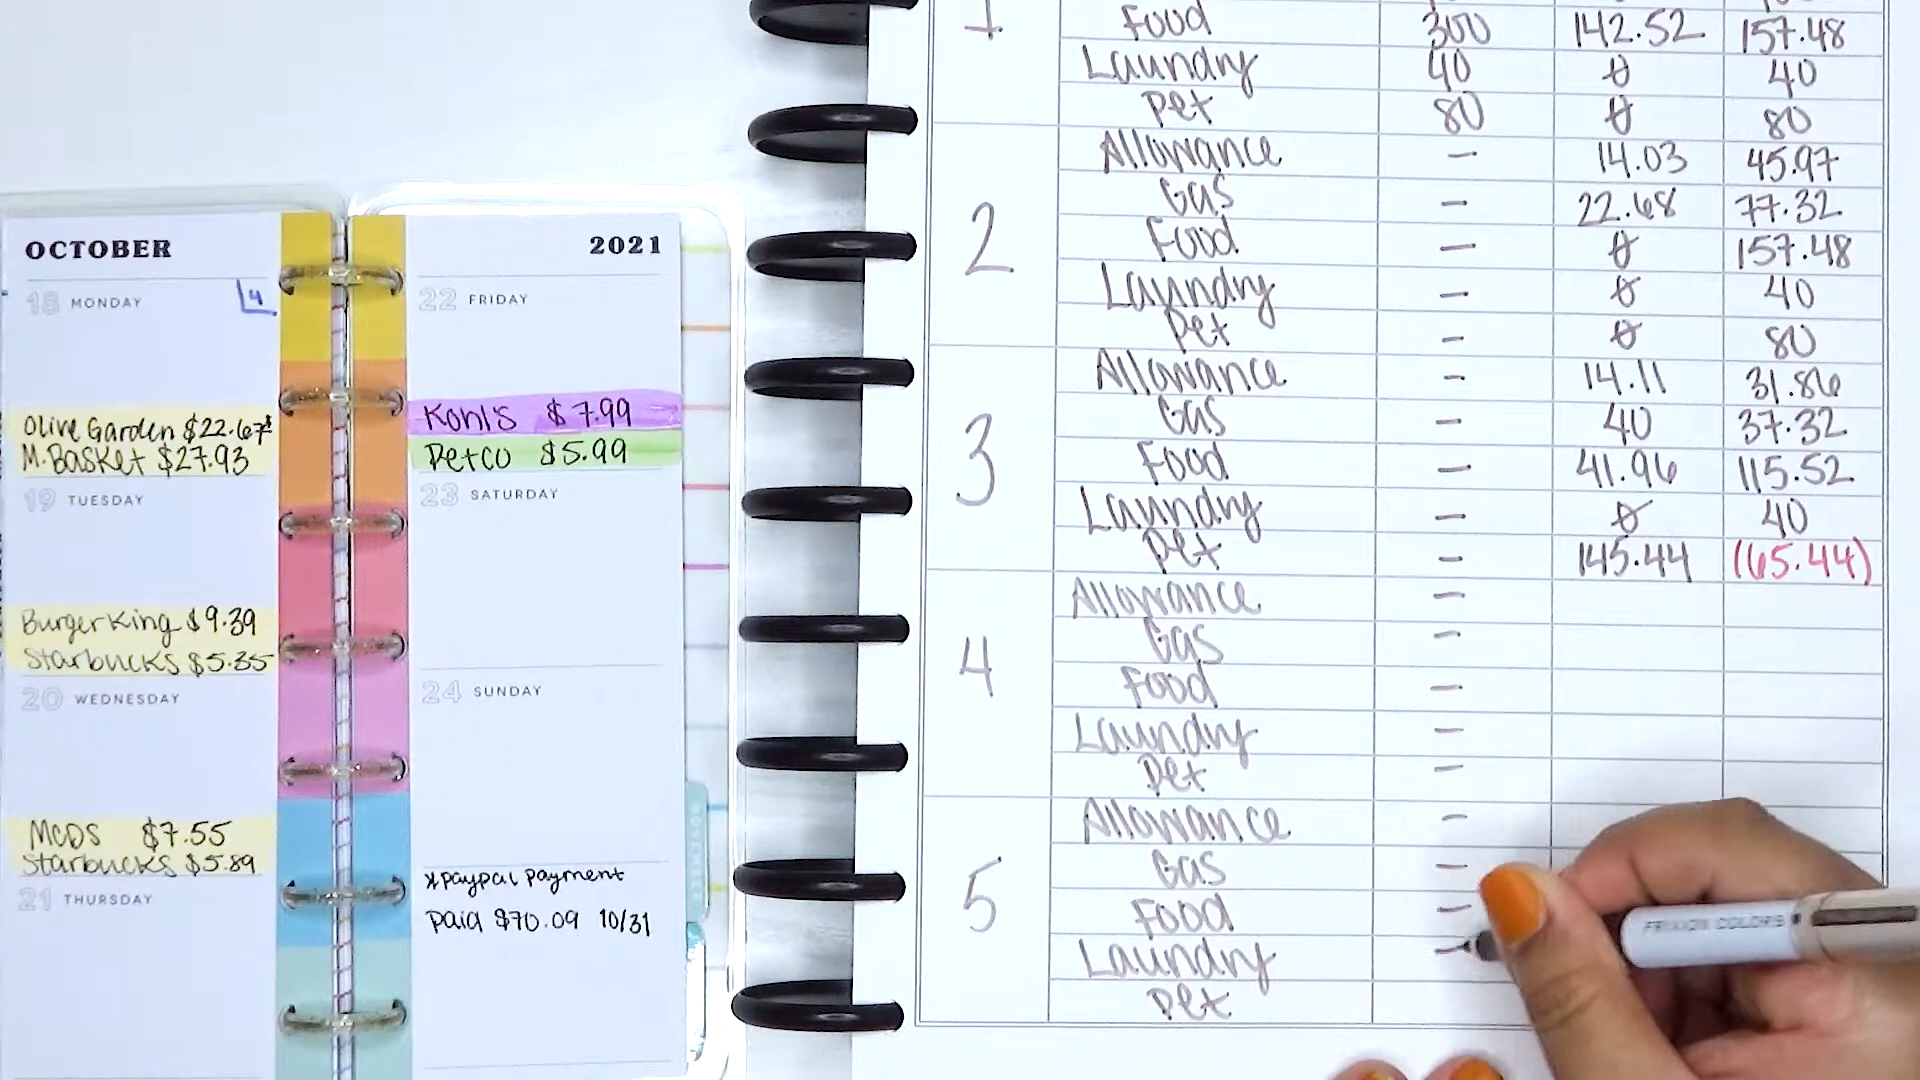 OCTOBER
18 MONDAY
4
Olive Garden $22.67*
M.Basket $27.93
19 TUESDAY
BurgerKing $9.39
Starbucks $5.35
20 WEDNESDAY
McDS $7.55
Starbucks $5.89
21 THURSDAY
2021
22 FRIDAY
Kohl's $7.99
Petco $5.99
23 SATURDAY
24 SUNDAY
*paypal payment
paid $70.09 10/31
1
Food 300 142.52 157.48
Laundry 40 0 40
Pet 80 0 80
2
Allowance - 14.03 45.97
Gas - 22.68 77.32
Food - 0 157.48
Laundry - 0 40
Pet - 0 80
3
Allowance - 14.11 31.86
Gas - 40 37.32
Food - 41.96 115.52
Laundry - 0 40
Pet - 145.44 (65.44)
4
Allowance -
Gas -
Food -
Laundry -
Pet -
5
Allowance -
Gas -
Food -
Laundry -
Pet
FRIXION COLORS